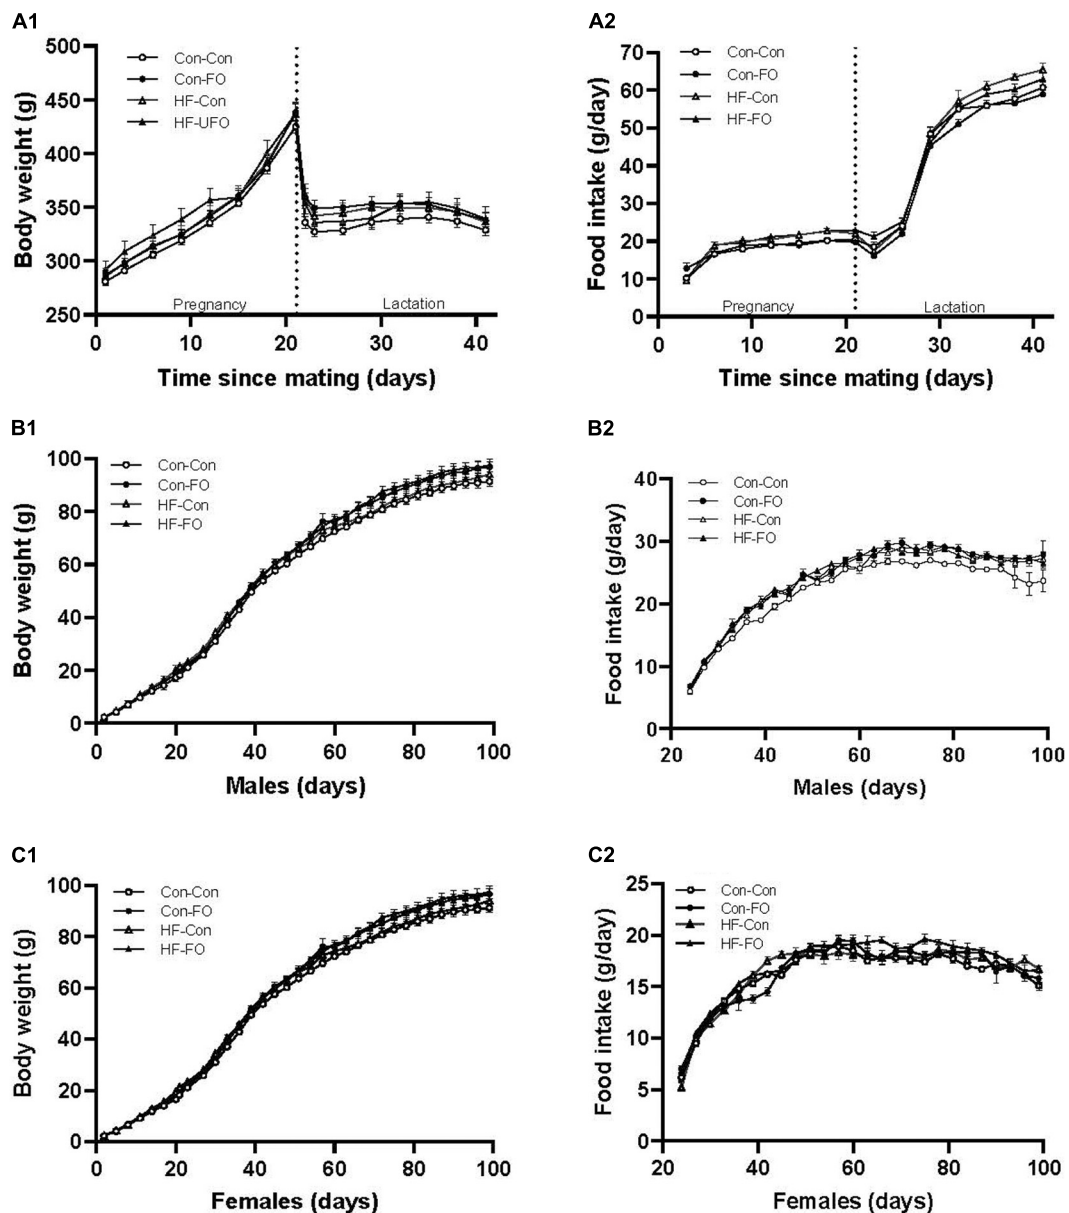 A1
Body weight (g)
500
450
400
350
300
250
Con-Con
Con-FO
HF-Con
HF-UFO
Pregnancy
Lactation
0
10
20
30
40
Time since mating (days)
A2
Food intake (g/day)
70
60
50
40
30
20
10
0
Con-Con
Con-FO
HF-Con
HF-FO
Pregnancy
Lactation
0
10
20
30
40
Time since mating (days)
B1
Body weight (g)
100
80
60
40
20
0
Con-Con
Con-FO
HF-Con
HF-FO
0
20
40
60
80
100
Males (days)
B2
Food intake (g/day)
40
30
20
10
0
Con-Con
Con-FO
HF-Con
HF-FO
20
40
60
80
100
Males (days)
C1
Body weight (g)
100
80
60
40
20
0
Con-Con
Con-FO
HF-Con
HF-FO
0
20
40
60
80
100
Females (days)
C2
Food intake (g/day)
25
20
15
10
5
0
Con-Con
Con-FO
HF-Con
HF-FO
20
40
60
80
100
Females (days)